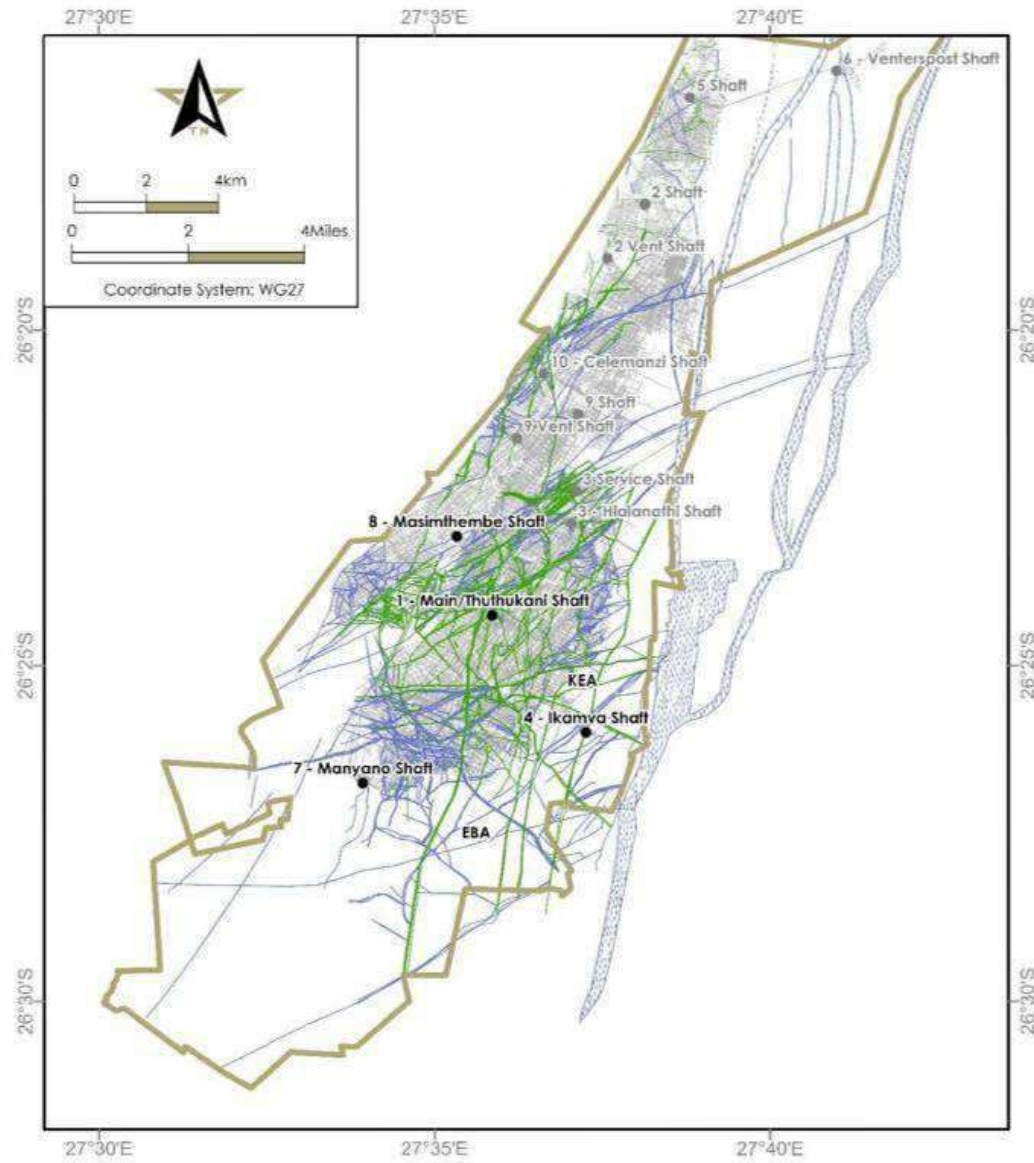 27°30'E
27°35'E
27°40'E
TN
0 2 4km
0 2 4Miles
Coordinate System: WG27
6 - Venterspost Shaft
5 Shaft
2 Shaft
2 Vent Shaft
26°20'S
26°20'S
10 - Celemanzi Shaft
9 Shaft
9 Vent Shaft
3 Service Shaft
3 - Hlalanathi Shaft
8 - Masimthembe Shaft
1 - Main/Thuthukani Shaft
26°25'S
26°25'S
KEA
4 - Ikamva Shaft
7 - Manyano Shaft
EBA
26°30'S
26°30'S
27°30'E
27°35'E
27°40'E